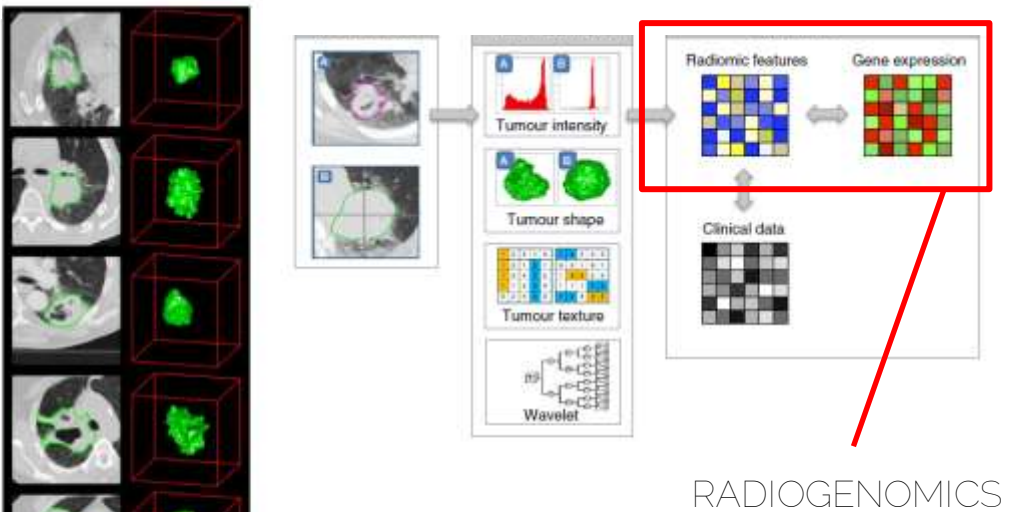 A
B
A
B
Tumour intensity
A
B
Tumour shape
Tumour texture
Wavelet
Radiomic features
Gene expression
Clinical data
RADIOGENOMICS